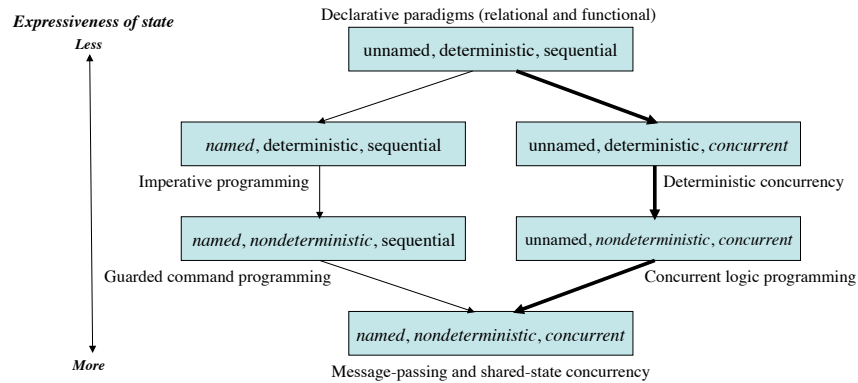 Expressiveness of state
Less
Declarative paradigms (relational and functional)
unnamed, deterministic, sequential
named, deterministic, sequential
unnamed, deterministic, concurrent
Imperative programming
Deterministic concurrency
named, nondeterministic, sequential
unnamed, nondeterministic, concurrent
Guarded command programming
Concurrent logic programming
named, nondeterministic, concurrent
More
Message-passing and shared-state concurrency